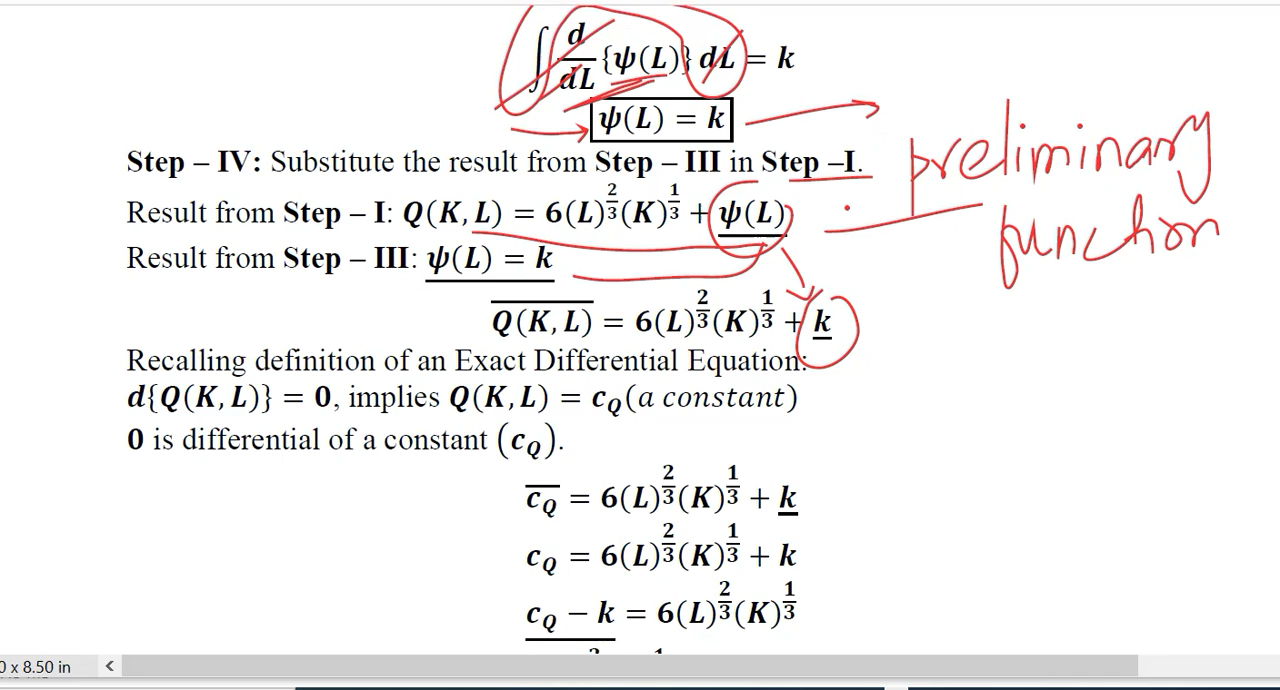 ∫ d/dL {ψ(L)} dL = k
ψ(L) = k
preliminary
function
Step – IV: Substitute the result from Step – III in Step –I.
Result from Step – I: Q(K, L) = 6(L)^(2/3)(K)^(1/3) + ψ(L)
Result from Step – III: ψ(L) = k
Q(K, L) = 6(L)^(2/3)(K)^(1/3) + k
Recalling definition of an Exact Differential Equation:
d{Q(K, L)} = 0, implies Q(K, L) = c_Q(a constant)
0 is differential of a constant (c_Q).
c_Q = 6(L)^(2/3)(K)^(1/3) + k
c_Q = 6(L)^(2/3)(K)^(1/3) + k
c_Q − k = 6(L)^(2/3)(K)^(1/3)
0 x 8.50 in